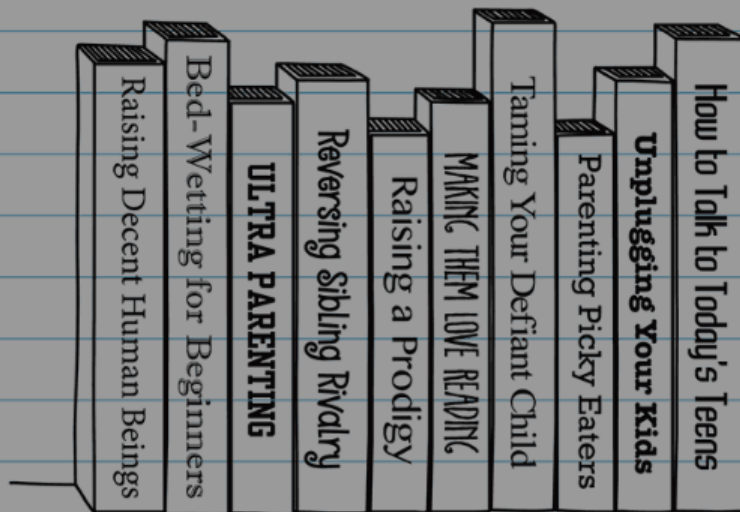 Raising Decent Human Beings
Bed-Wetting for Beginners
ULTRA PARENTING
Reversing Sibling Rivalry
Raising a Prodigy
MAKING THEM LOVE READING
Taming Your Defiant Child
Parenting Picky Eaters
Unplugging Your Kids
How to Talk to Today's Teens